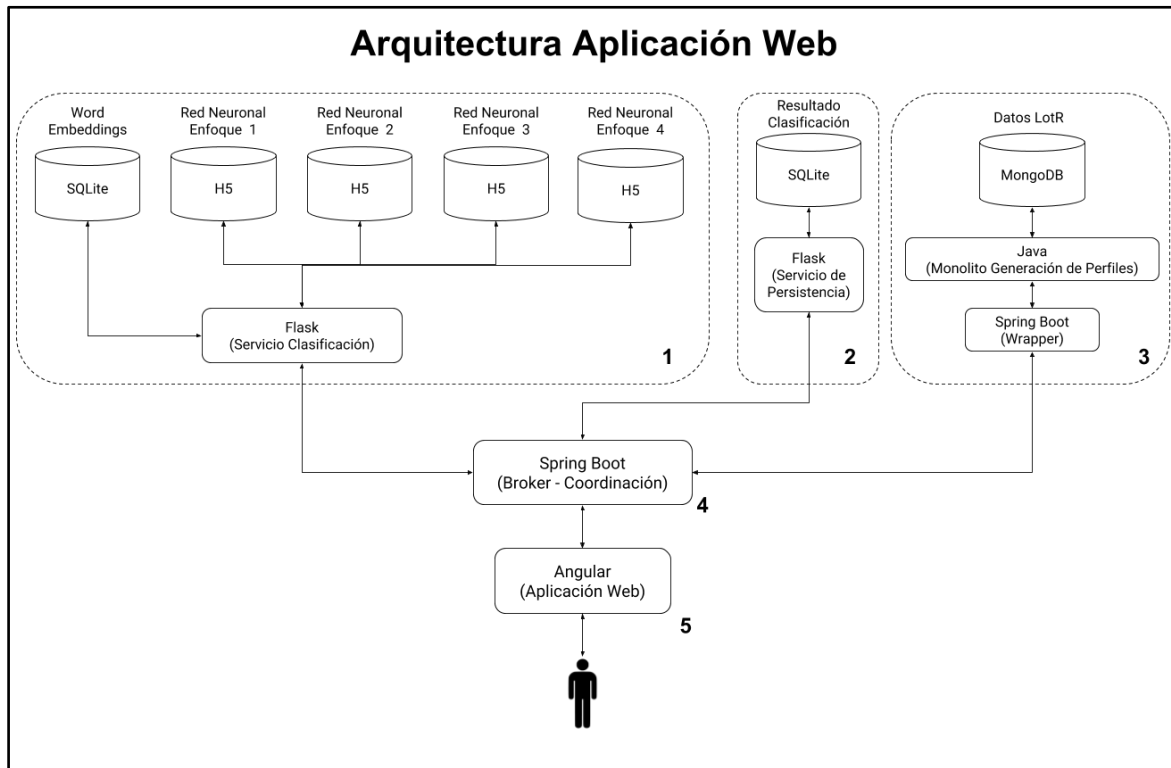 Arquitectura Aplicación Web
Word
Embeddings
SQLite
Red Neuronal
Enfoque 1
H5
Red Neuronal
Enfoque 2
H5
Red Neuronal
Enfoque 3
H5
Red Neuronal
Enfoque 4
H5
Flask
(Servicio Clasificación)
1
Resultado
Clasificación
SQLite
Flask
(Servicio de
Persistencia)
2
Datos LotR
MongoDB
Java
(Monolito Generación de Perfiles)
Spring Boot
(Wrapper)
3
Spring Boot
(Broker - Coordinación)
4
Angular
(Aplicación Web)
5